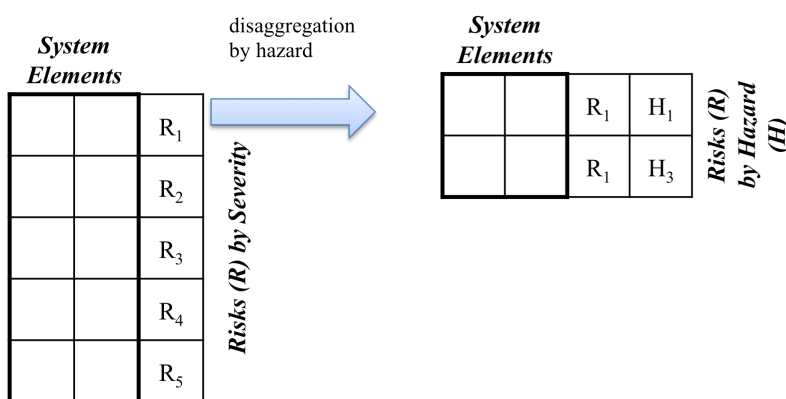 System
Elements
R₁
R₂
R₃
R₄
R₅
Risks (R) by Severity
disaggregation
by hazard
System
Elements
R₁ H₁
R₁ H₃
Risks (R)
by Hazard
(H)